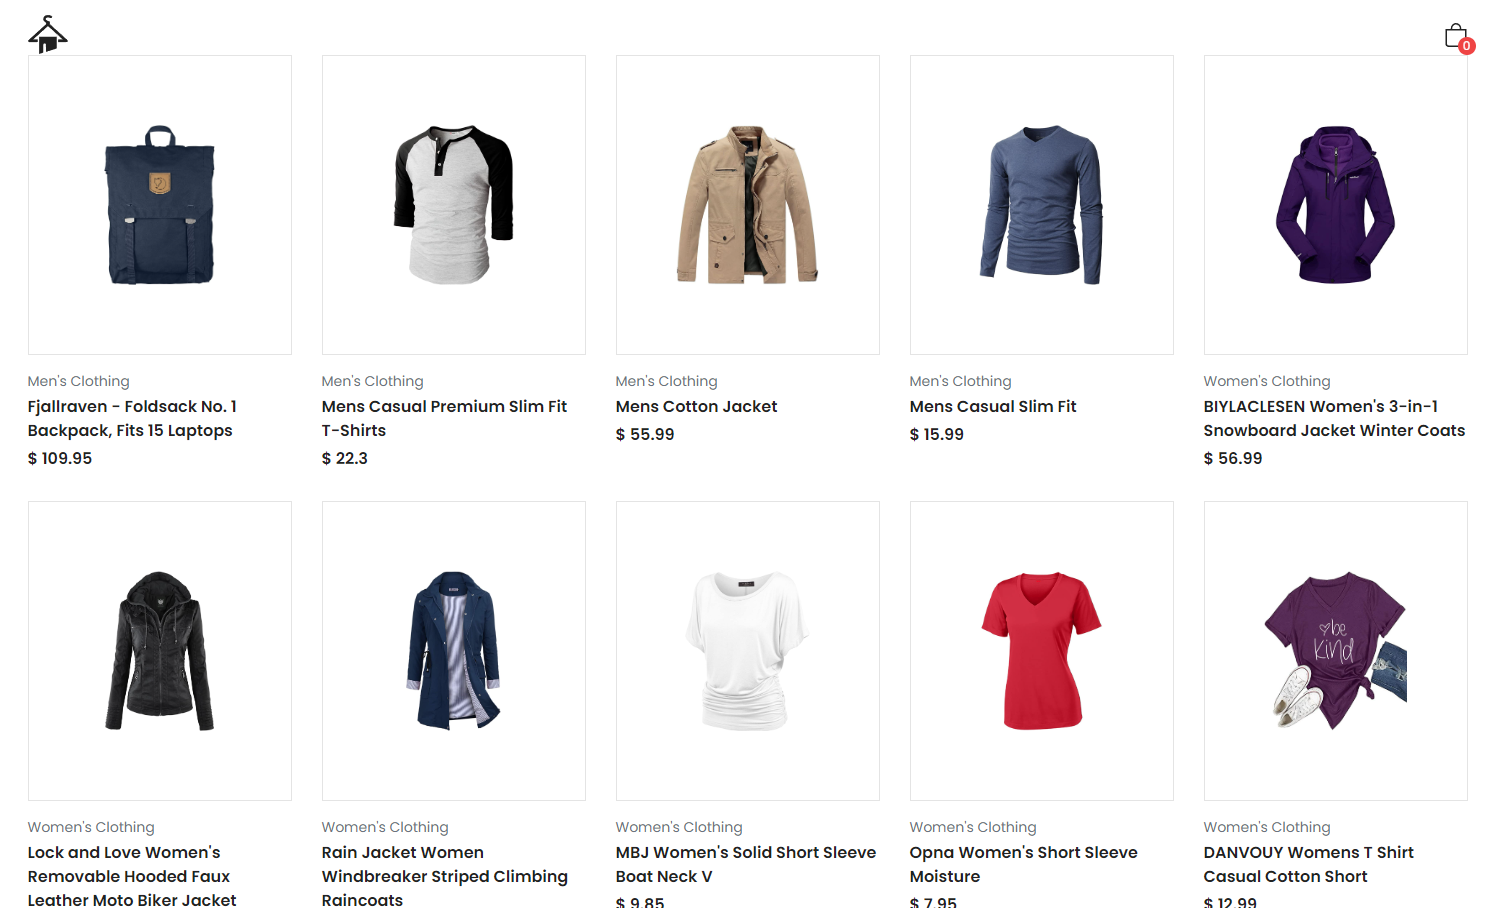 0
Men's Clothing
Fjallraven - Foldsack No. 1
Backpack, Fits 15 Laptops
$ 109.95
Men's Clothing
Mens Casual Premium Slim Fit
T-Shirts
$ 22.3
Men's Clothing
Mens Cotton Jacket
$ 55.99
Men's Clothing
Mens Casual Slim Fit
$ 15.99
Women's Clothing
BIYLACLESEN Women's 3-in-1
Snowboard Jacket Winter Coats
$ 56.99
be
kind
Women's Clothing
Lock and Love Women's
Removable Hooded Faux
Leather Moto Biker Jacket
Women's Clothing
Rain Jacket Women
Windbreaker Striped Climbing
Raincoats
Women's Clothing
MBJ Women's Solid Short Sleeve
Boat Neck V
$ 9.85
Women's Clothing
Opna Women's Short Sleeve
Moisture
$ 7.95
Women's Clothing
DANVOUY Womens T Shirt
Casual Cotton Short
$ 12.99